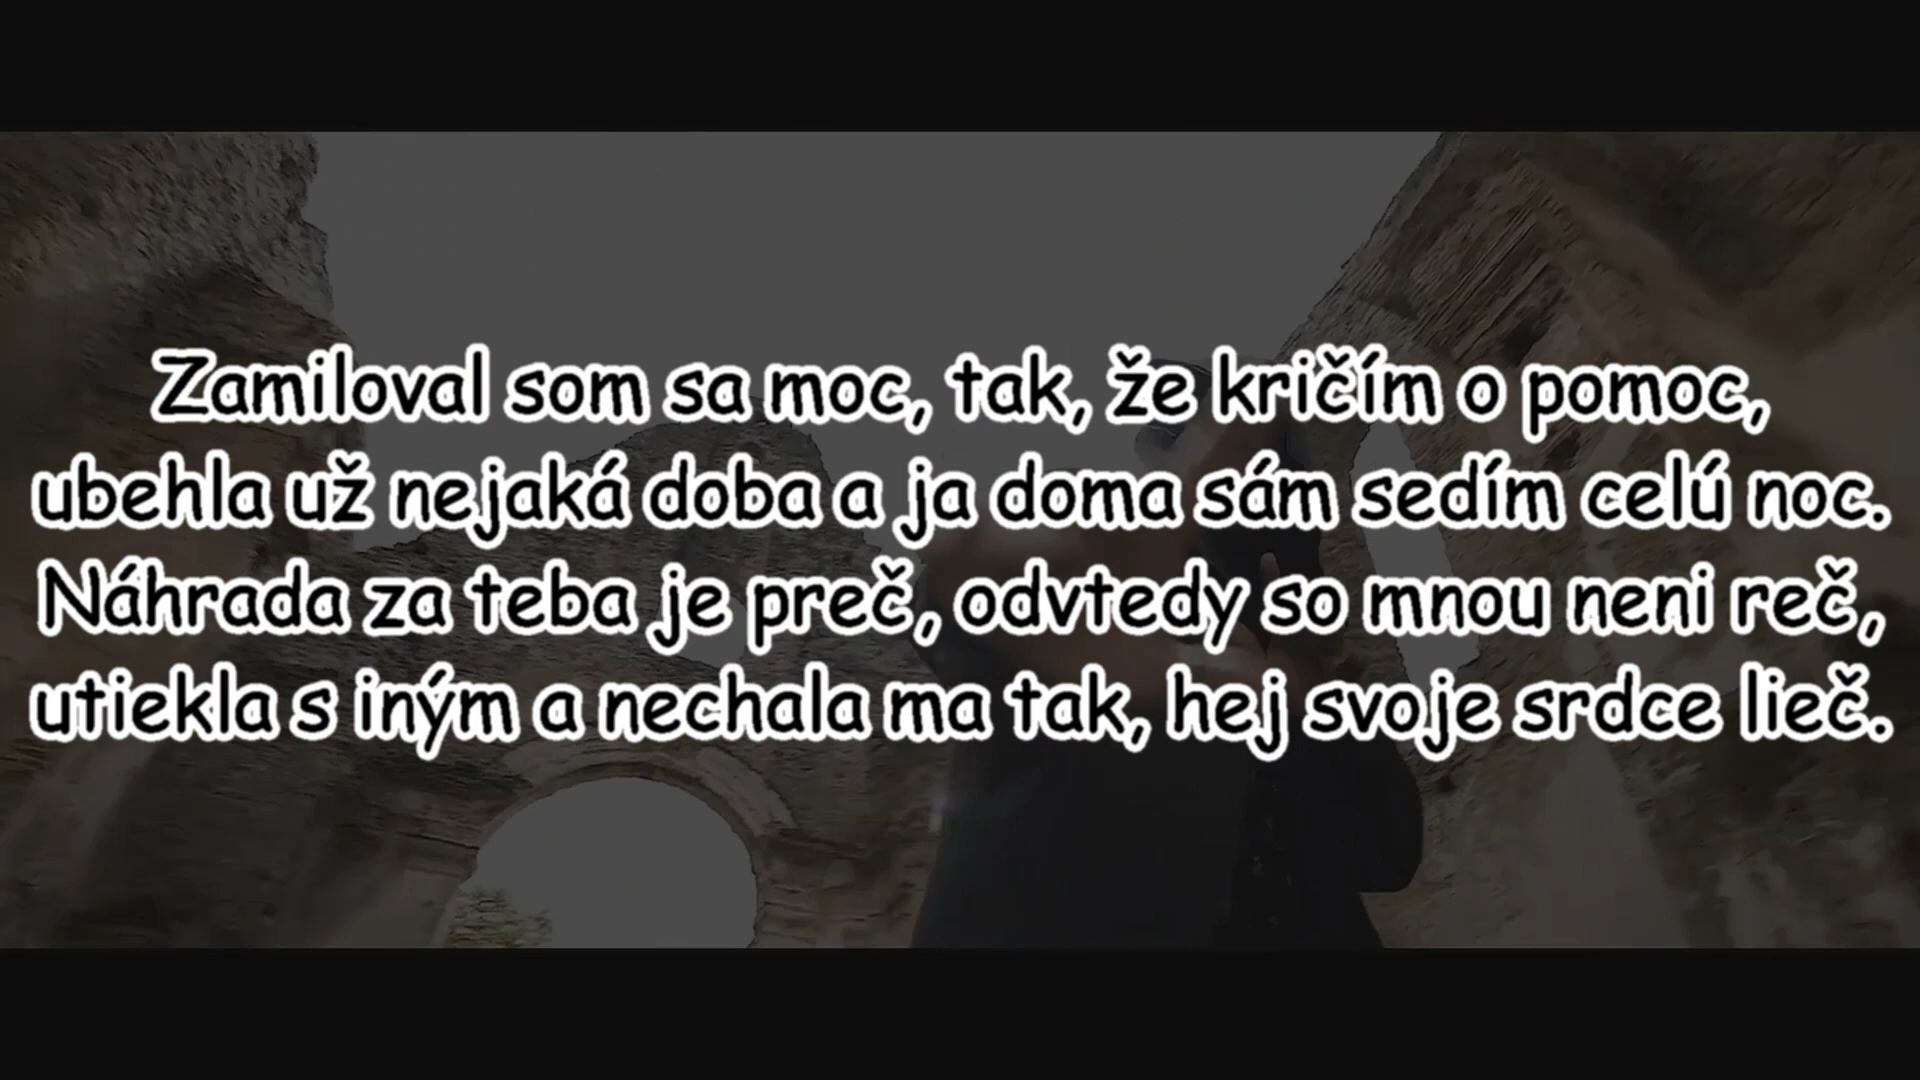 Zamiloval som sa moc, tak, že kričím o pomoc,
ubehla už nejaká doba a ja doma sám sedím celú noc.
Náhrada za teba je preč, odvtedy so mnou neni reč,
utiekla s iným a nechala ma tak, hej svoje srdce lieč.